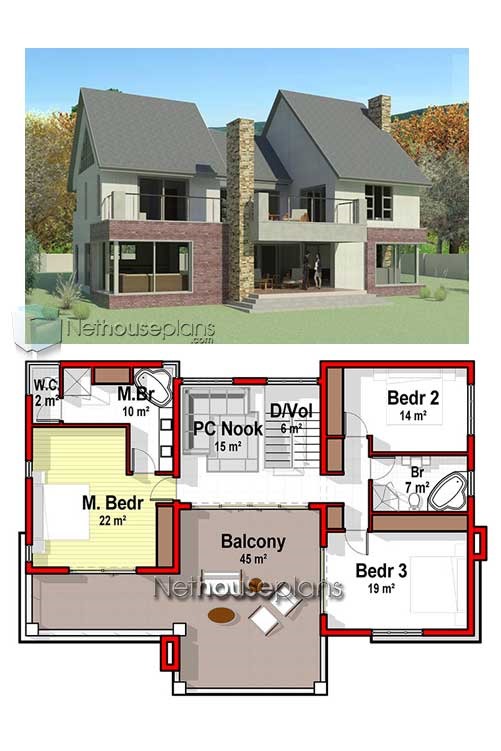 Nethouseplans
.com
W.C.
2 m²
M.Br
10 m²
PC Nook
15 m²
D/Vol
6 m²
Bedr 2
14 m²
Br
7 m²
M. Bedr
22 m²
Balcony
45 m²
Bedr 3
19 m²
Nethouseplans